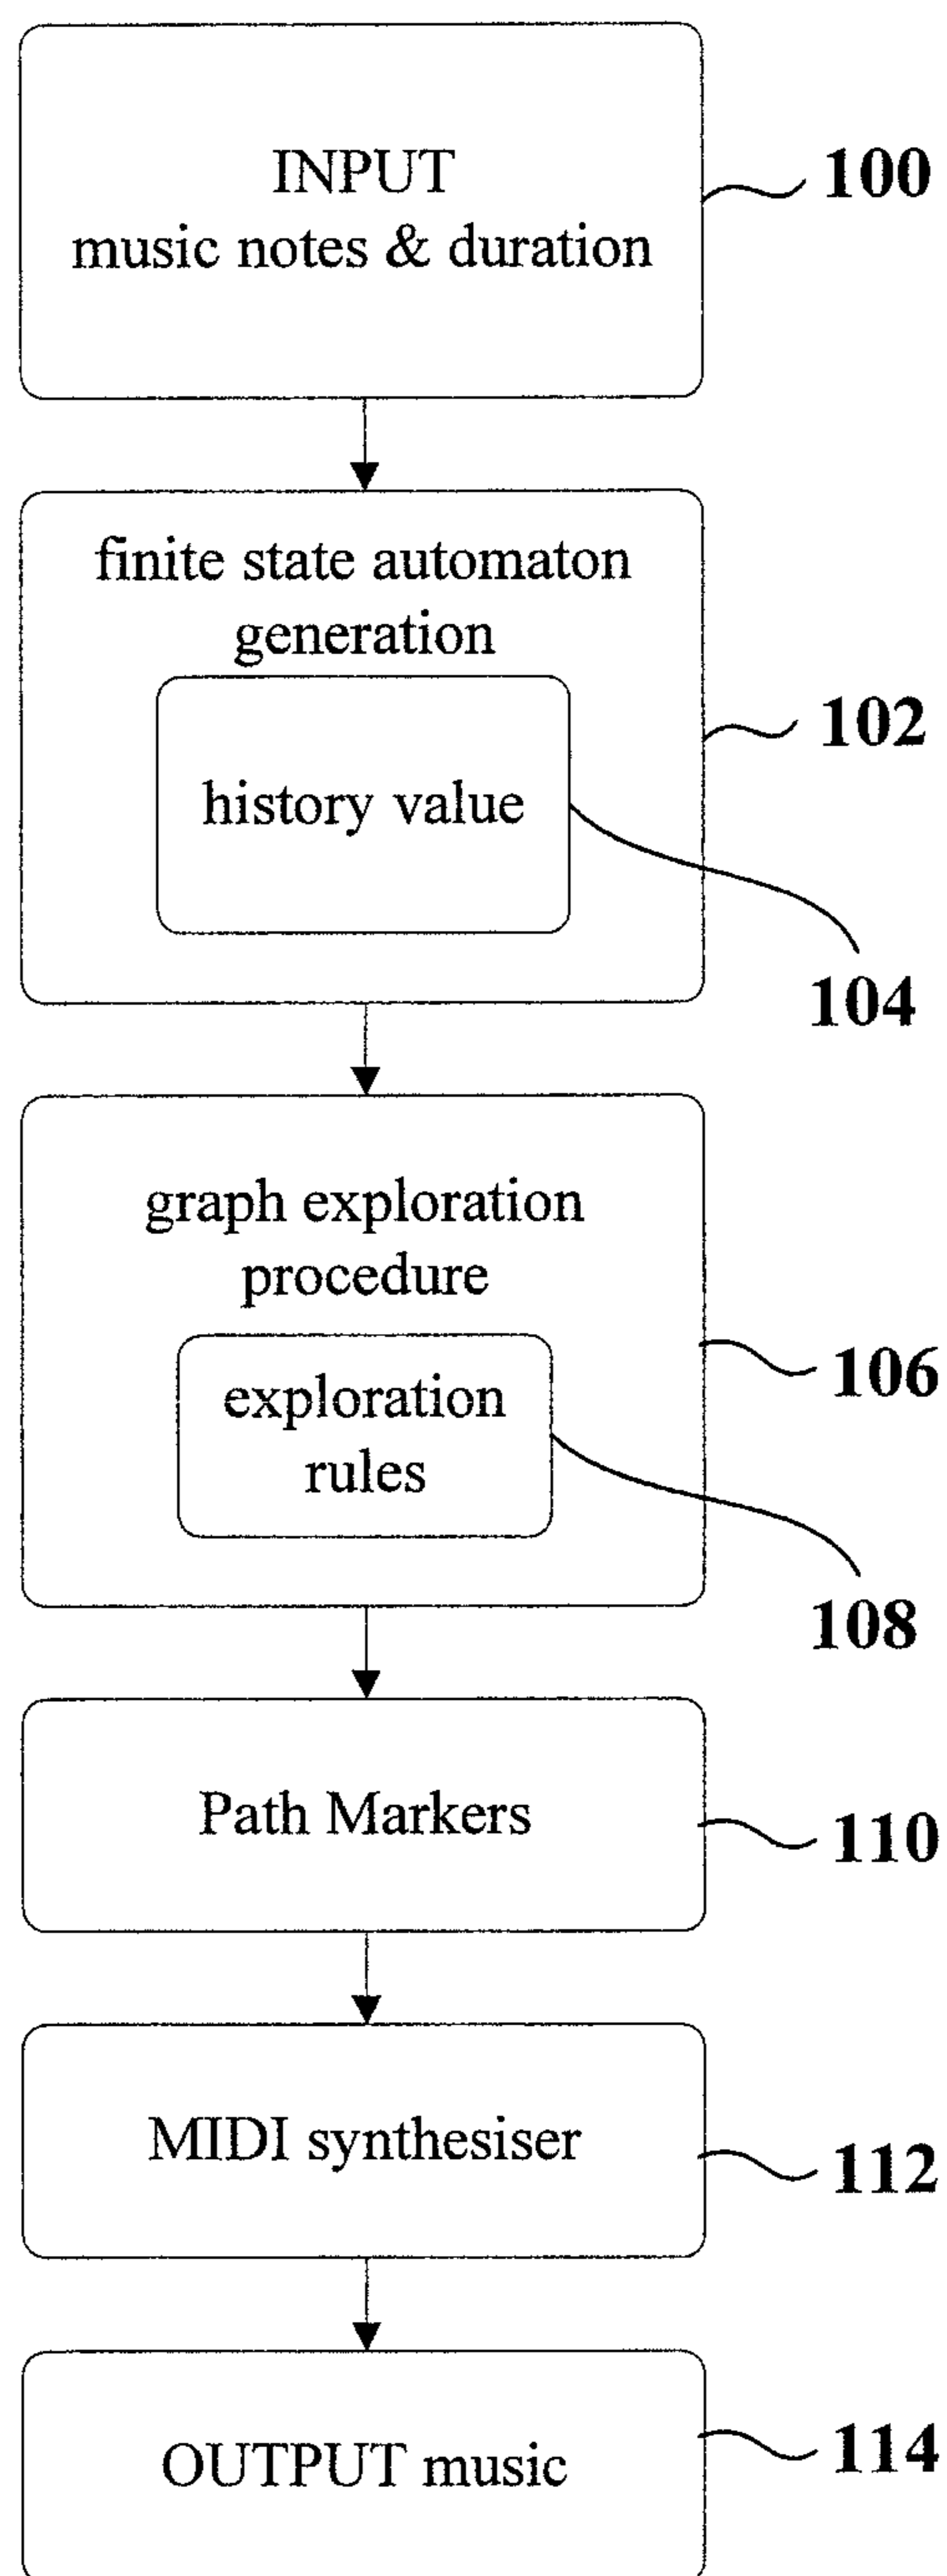 INPUT
music notes & duration
100
finite state automaton
generation
history value
102
104
graph exploration
procedure
exploration
rules
106
108
Path Markers
110
MIDI synthesiser
112
OUTPUT music
114